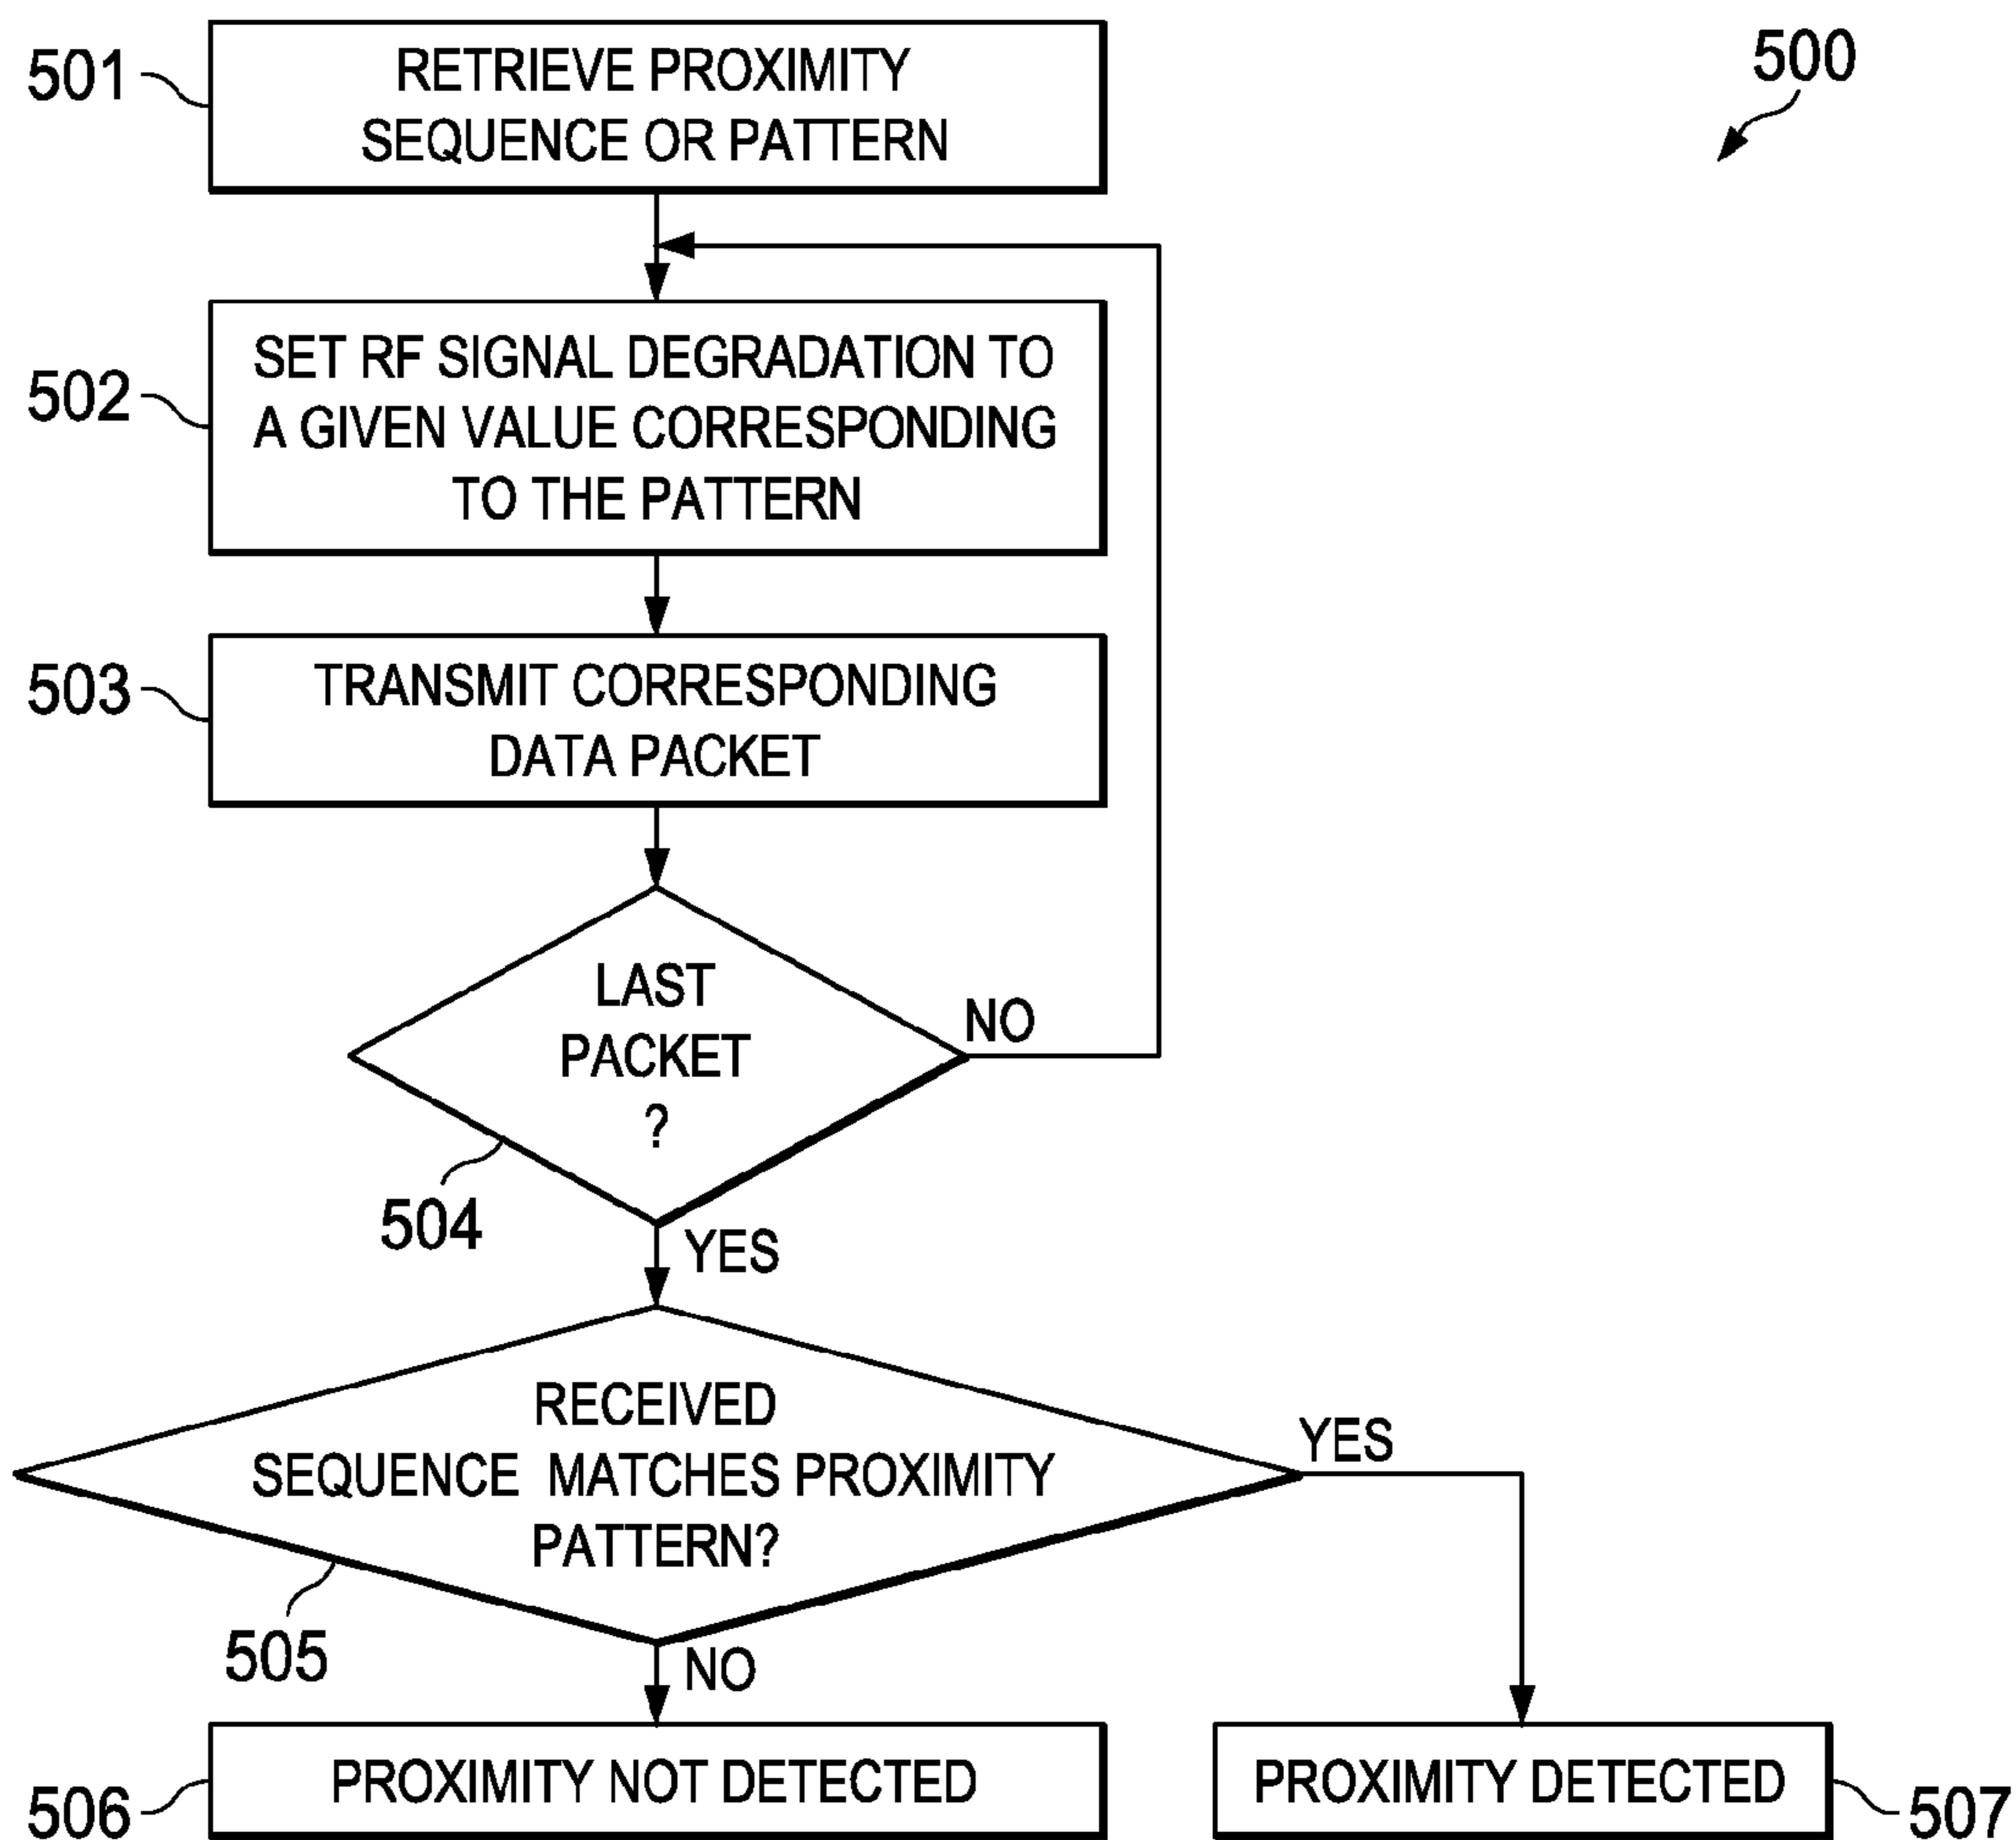 501
RETRIEVE PROXIMITY
SEQUENCE OR PATTERN
500
502
SET RF SIGNAL DEGRADATION TO
A GIVEN VALUE CORRESPONDING
TO THE PATTERN
503
TRANSMIT CORRESPONDING
DATA PACKET
LAST
PACKET
?
NO
504
YES
RECEIVED
SEQUENCE MATCHES PROXIMITY
PATTERN?
YES
505
NO
506
PROXIMITY NOT DETECTED
PROXIMITY DETECTED
507